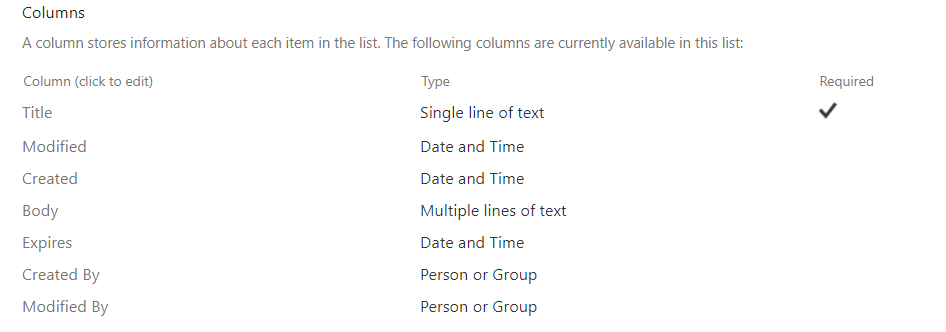 Columns
A column stores information about each item in the list. The following columns are currently available in this list:
Column (click to edit) Type Required
Title Single line of text
Modified Date and Time
Created Date and Time
Body Multiple lines of text
Expires Date and Time
Created By Person or Group
Modified By Person or Group